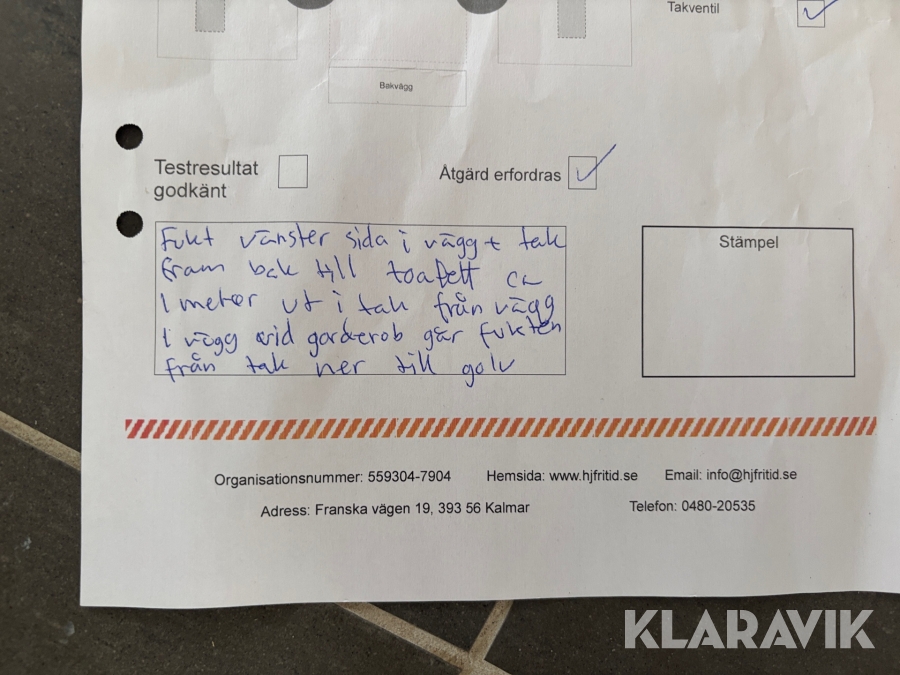 Takventil
Bakvägg
Testresultat
godkänt
Åtgärd erfordras
Fukt vänster sida i vägg + tak
fram bak till toalett ca
1 meter ut i tak från vägg
i vägg vid garderob går fukten
från tak ner till golv
Stämpel
Organisationsnummer: 559304-7904 Hemsida: www.hjfritid.se Email: info@hjfritid.se
Adress: Franska vägen 19, 393 56 Kalmar Telefon: 0480-20535
KLARAVIK